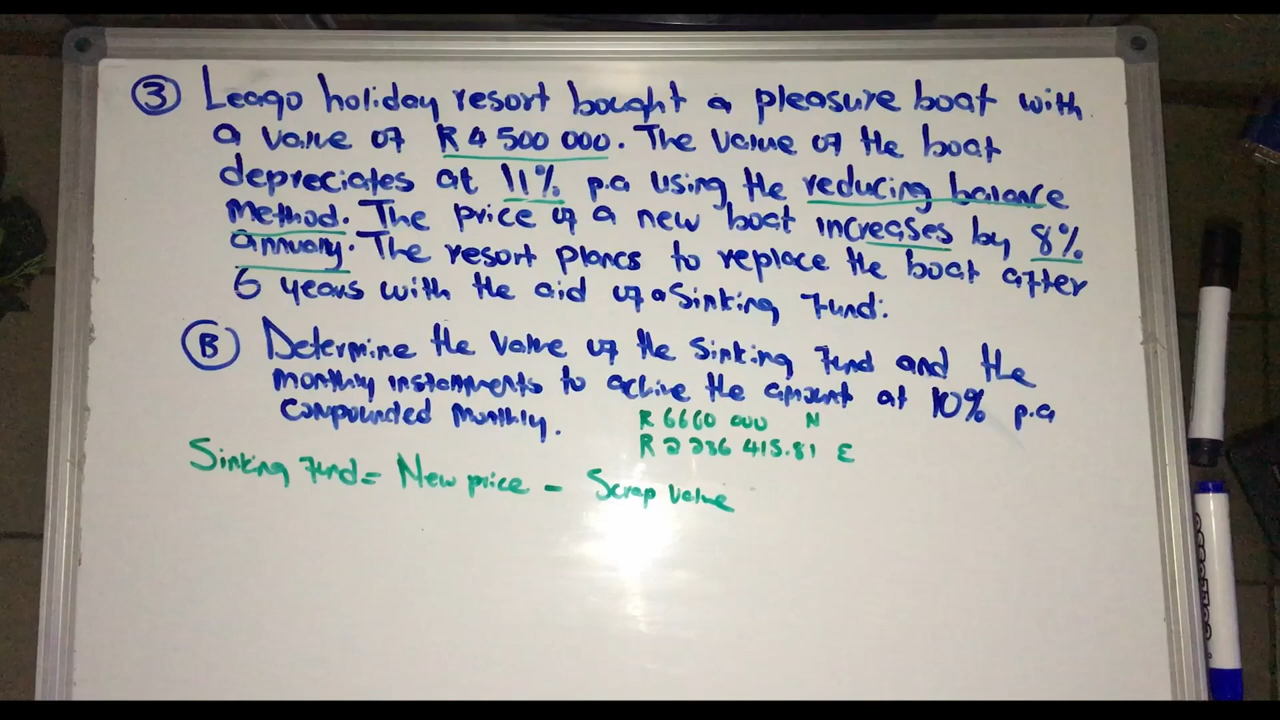 ③ Leago holiday resort bought a pleasure boat with
a value of R 4 500 000. The value of the boat
depreciates at 11% p.a using the reducing balance
method. The price of a new boat increases by 8%
annually. The resort plans to replace the boat after
6 years with the aid of a Sinking Fund:
Ⓑ Determine the value of the sinking fund and the
monthly instalments to achive the amount at 10% p.a
compounded monthly.
R 6660 000 N
R 2 236 415.81 E
Sinking Fund = New price - Scrap value